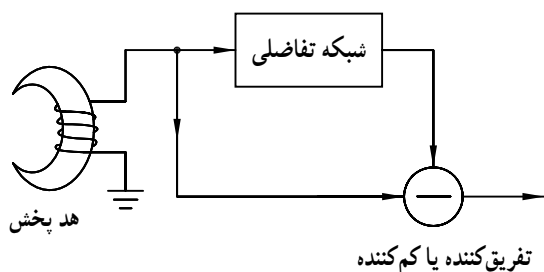 شبکه تفاضلی
هد پخش
تفریق‌کننده یا کم‌کننده